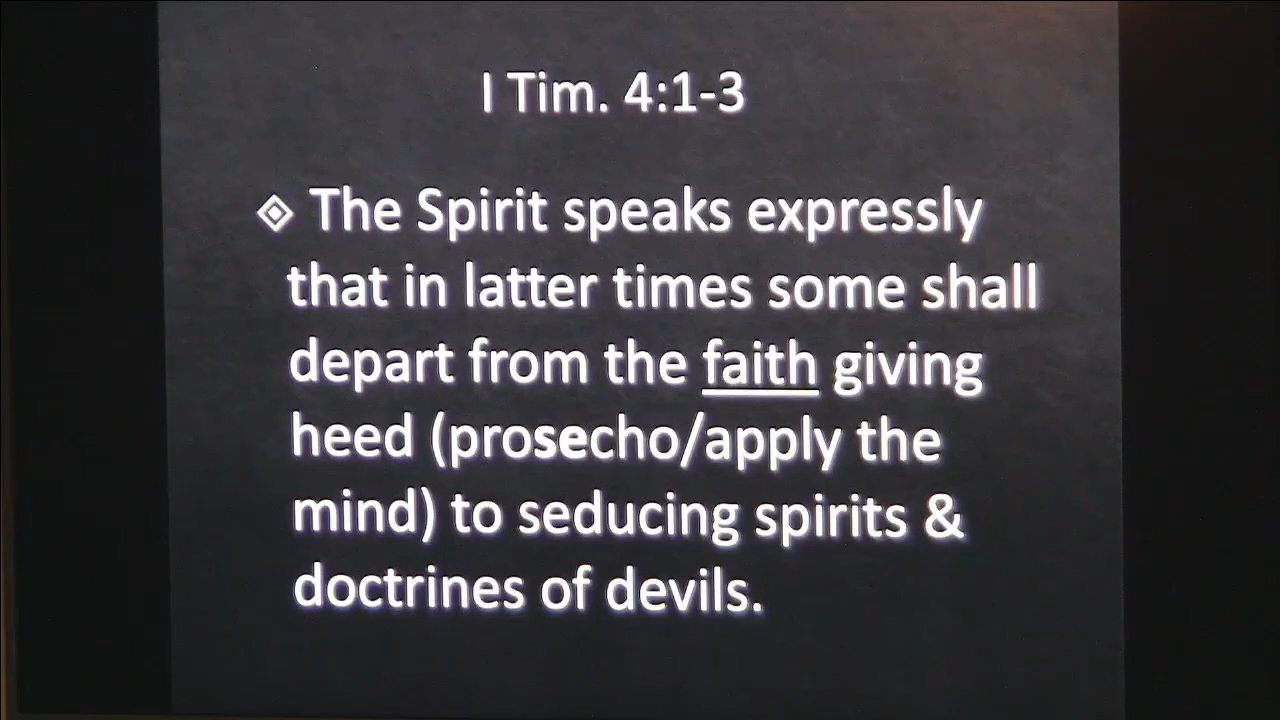 I Tim. 4:1-3
The Spirit speaks expressly
that in latter times some shall
depart from the faith giving
heed (prosecho/apply the
mind) to seducing spirits &
doctrines of devils.